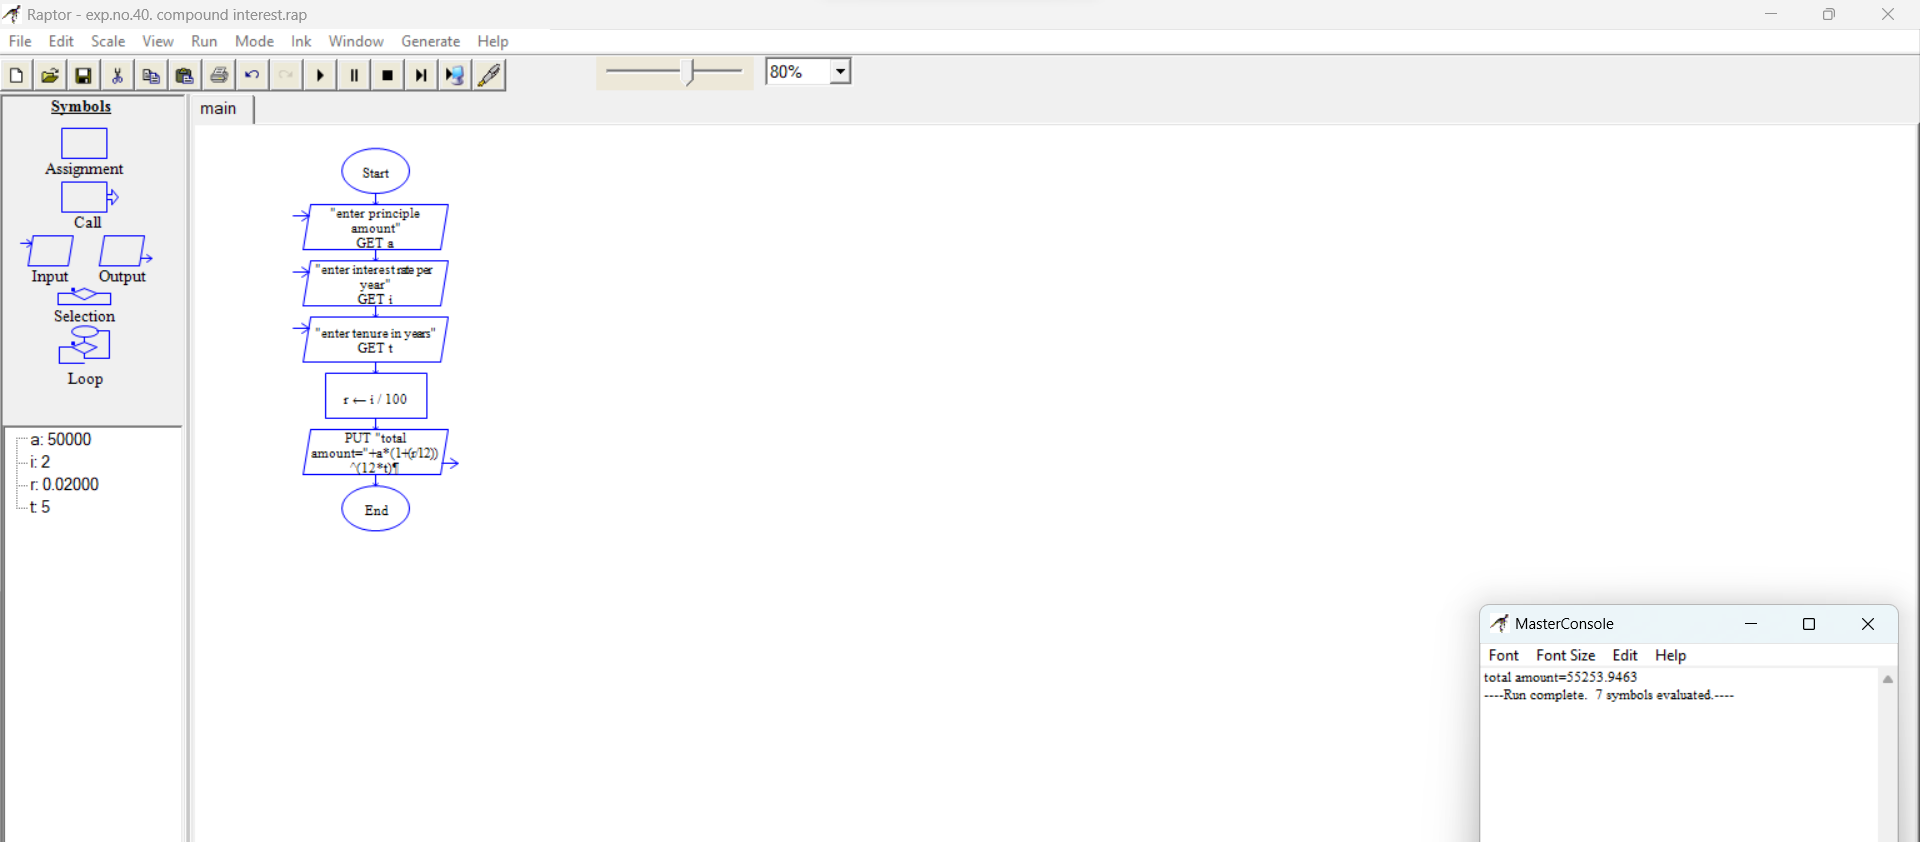 Raptor - exp.no.40. compound interest.rap
File Edit Scale View Run Mode Ink Window Generate Help
80%
Symbols
Assignment
Call
Input Output
Selection
Loop
a: 50000
i: 2
r: 0.02000
t: 5
main
Start
"enter principle
amount"
GET a
"enter interest rate per
year"
GET i
"enter tenure in years"
GET t
r ← i / 100
PUT "total
amount="+a*(1+(r/12))
^(12*t)¶
End
MasterConsole
Font Font Size Edit Help
total amount=55253.9463
----Run complete. 7 symbols evaluated.----